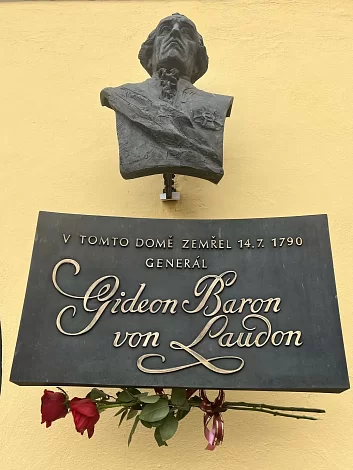 V TOMTO DOMĚ ZEMŘEL 14.7. 1790
GENERÁL
Gideon Baron
von Laudon